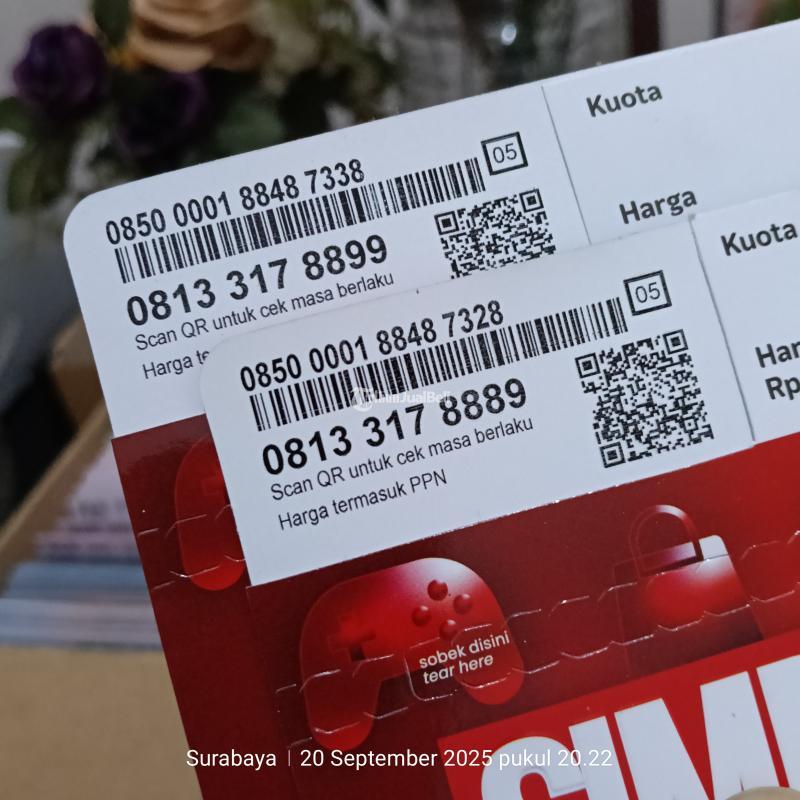 0850 0001 8848 7338
05
0813 317 8899
Scan QR untuk cek masa berlaku
Harga
Kuota
Harga
0850 0001 8848 7328
05
0813 317 8889
Scan QR untuk cek masa berlaku
Harga termasuk PPN
Kuota
Rp
sobek disini
tear here
Surabaya | 20 September 2025 pukul 20.22